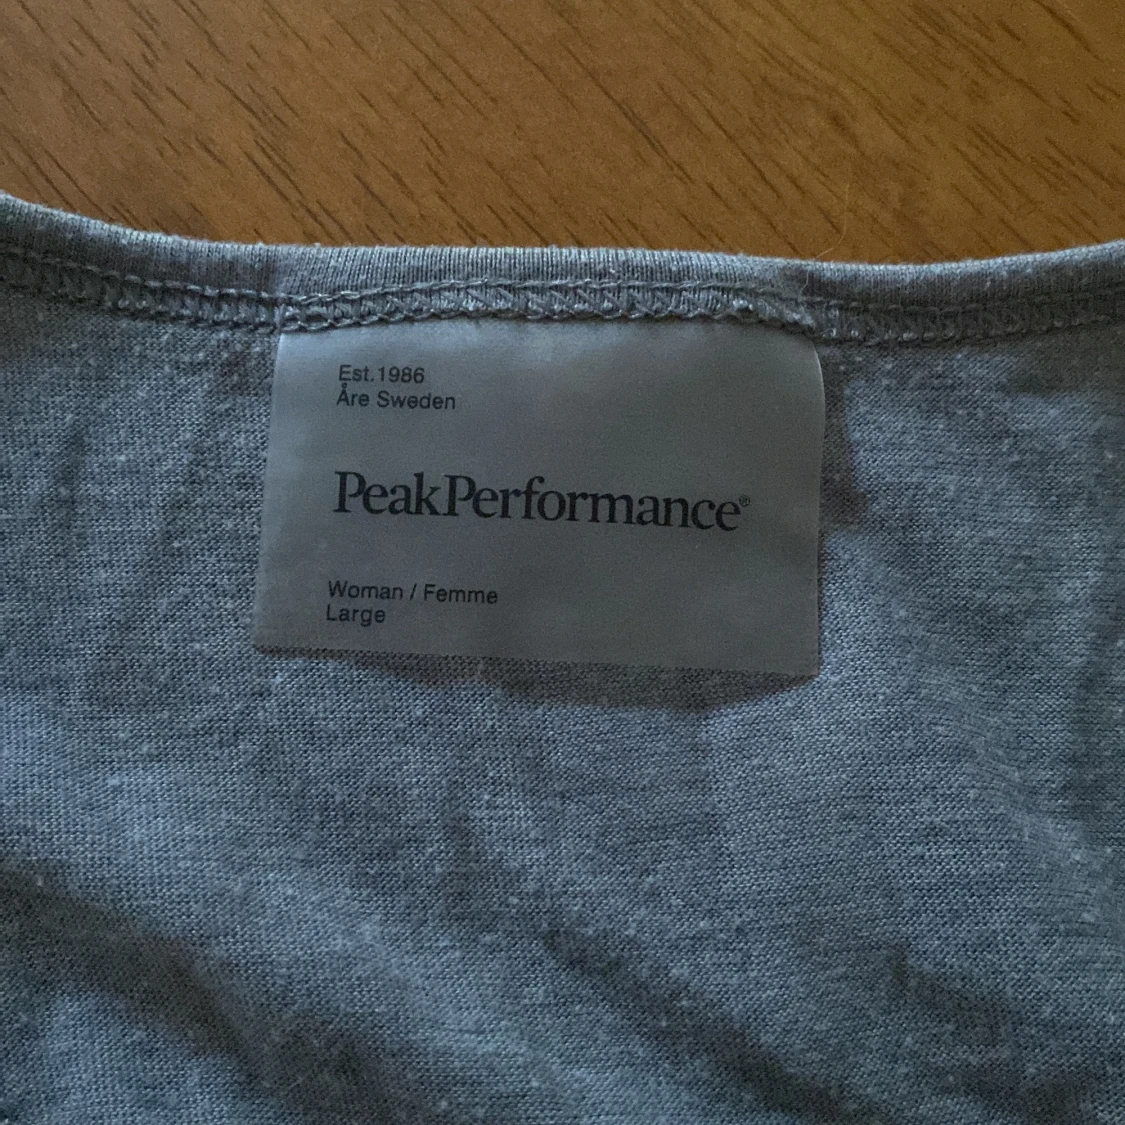 Est.1986
Åre Sweden
PeakPerformance®
Woman / Femme
Large